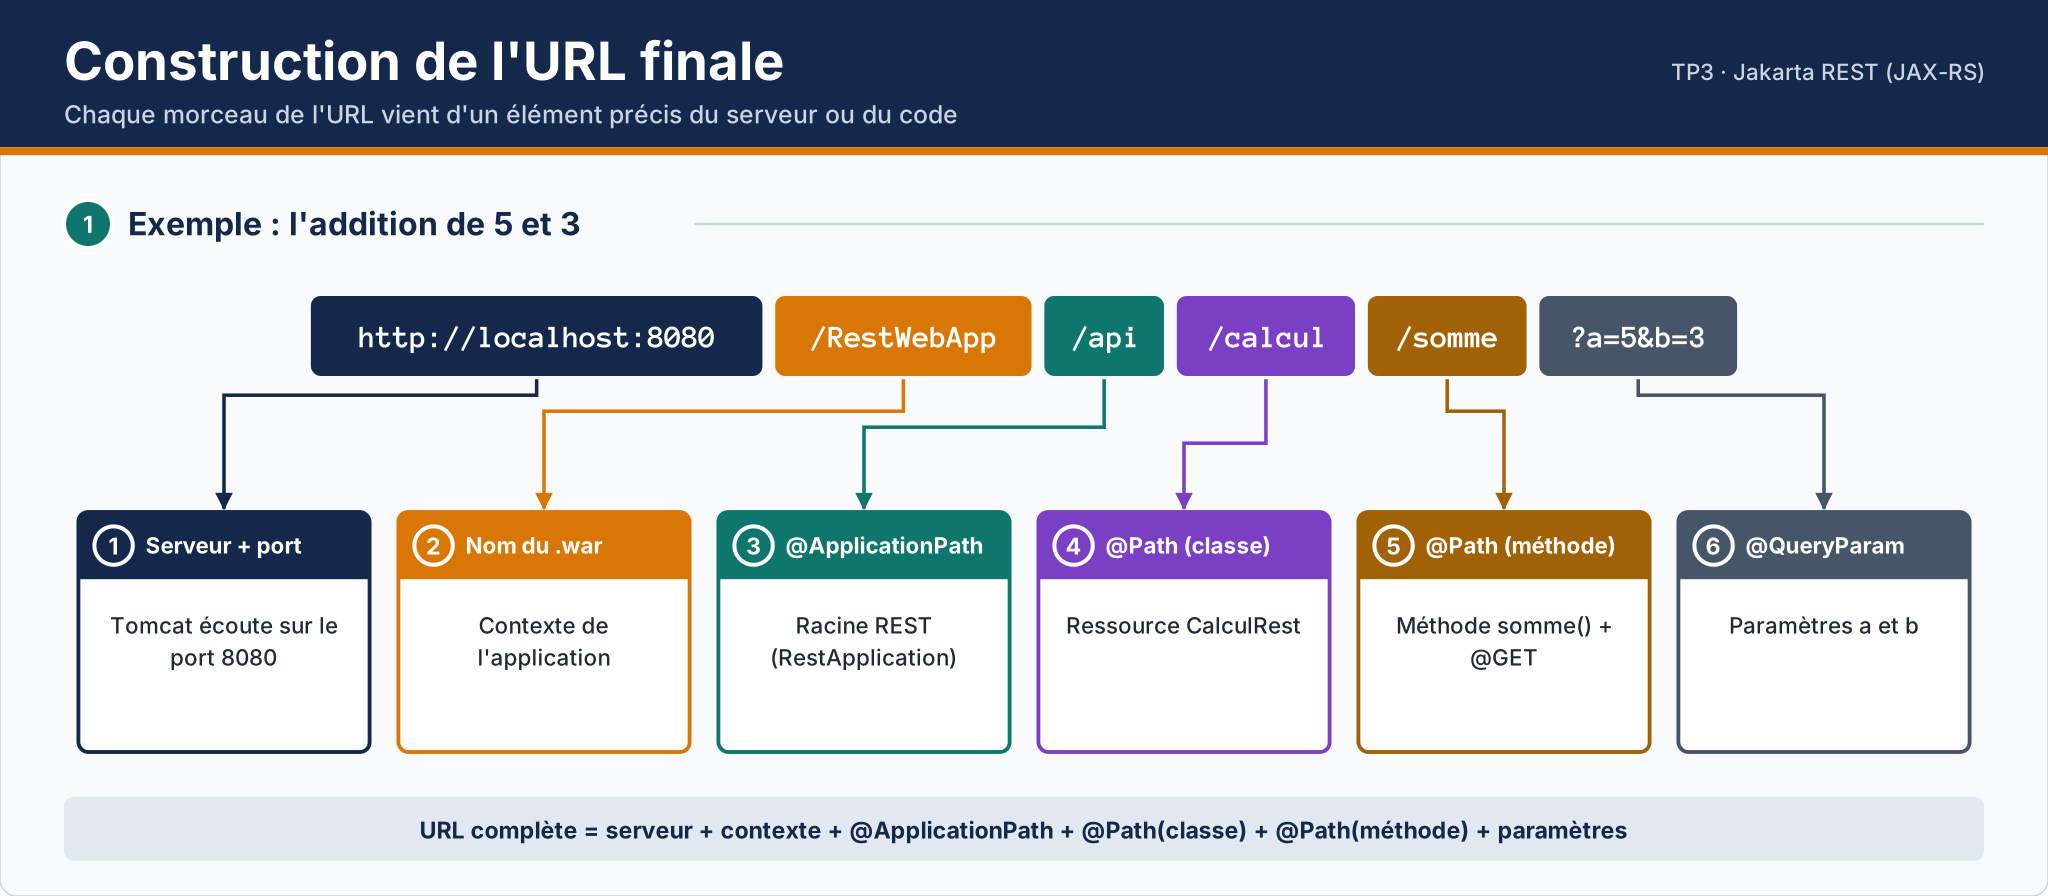 Construction de l'URL finale
TP3 · Jakarta REST (JAX-RS)
Chaque morceau de l'URL vient d'un élément précis du serveur ou du code
1 Exemple : l'addition de 5 et 3
http://localhost:8080 /RestWebApp /api /calcul /somme ?a=5&b=3
1 Serveur + port
Tomcat écoute sur le
port 8080
2 Nom du .war
Contexte de
l'application
3 @ApplicationPath
Racine REST
(RestApplication)
4 @Path (classe)
Ressource CalculRest
5 @Path (méthode)
Méthode somme() +
@GET
6 @QueryParam
Paramètres a et b
URL complète = serveur + contexte + @ApplicationPath + @Path(classe) + @Path(méthode) + paramètres